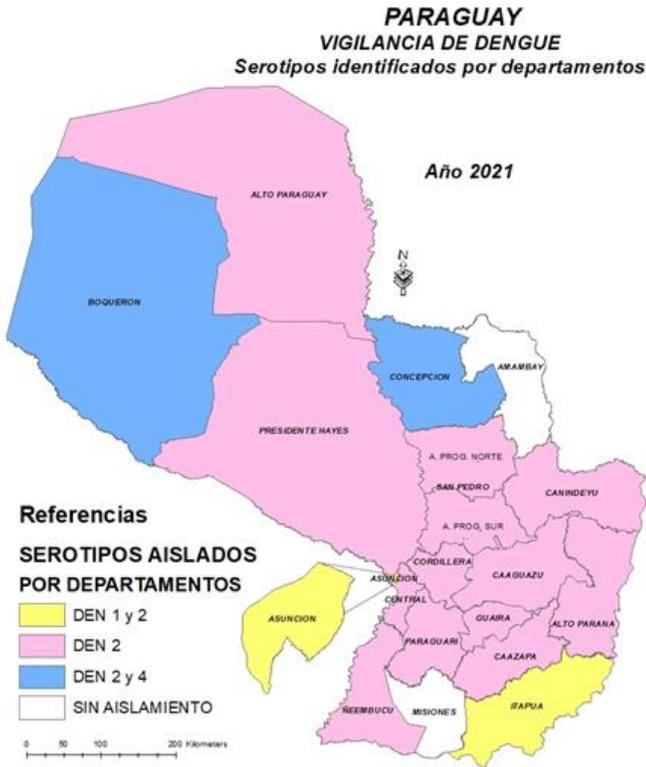 PARAGUAY
VIGILANCIA DE DENGUE
Serotipos identificados por departamentos
Año 2021
N
ALTO PARAGUAY
BOQUERON
CONCEPCION
AMAMBAY
PRESIDENTE HAYES
A. PROG. NORTE
SAN PEDRO
CANINDEYU
A. PROG. SUR
CORDILLERA
CAAGUAZU
ASUNCION
CENTRAL
ASUNCION
GUAIRA
ALTO PARANA
PARAGUARI
CAAZAPA
ÑEEMBUCU
MISIONES
ITAPUA
Referencias
SEROTIPOS AISLADOS
POR DEPARTAMENTOS
DEN 1 y 2
DEN 2
DEN 2 y 4
SIN AISLAMIENTO
0 50 100 200 Kilometers